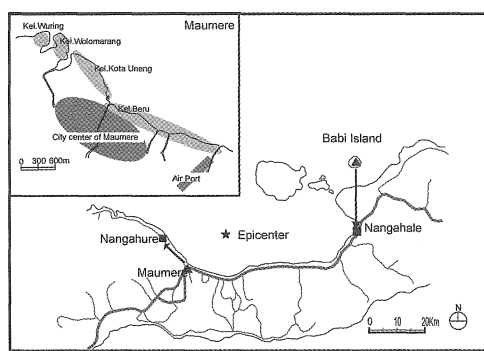 Maumere
Kel.Wuring
Kel.Wolomarang
Kel.Kota Uneng
Kel.Beru
City center of Maumere
0 300 600m
Air Port
Babi Island
Nangahure
Epicenter
Nangahale
Maumere
0 10 20Km
N